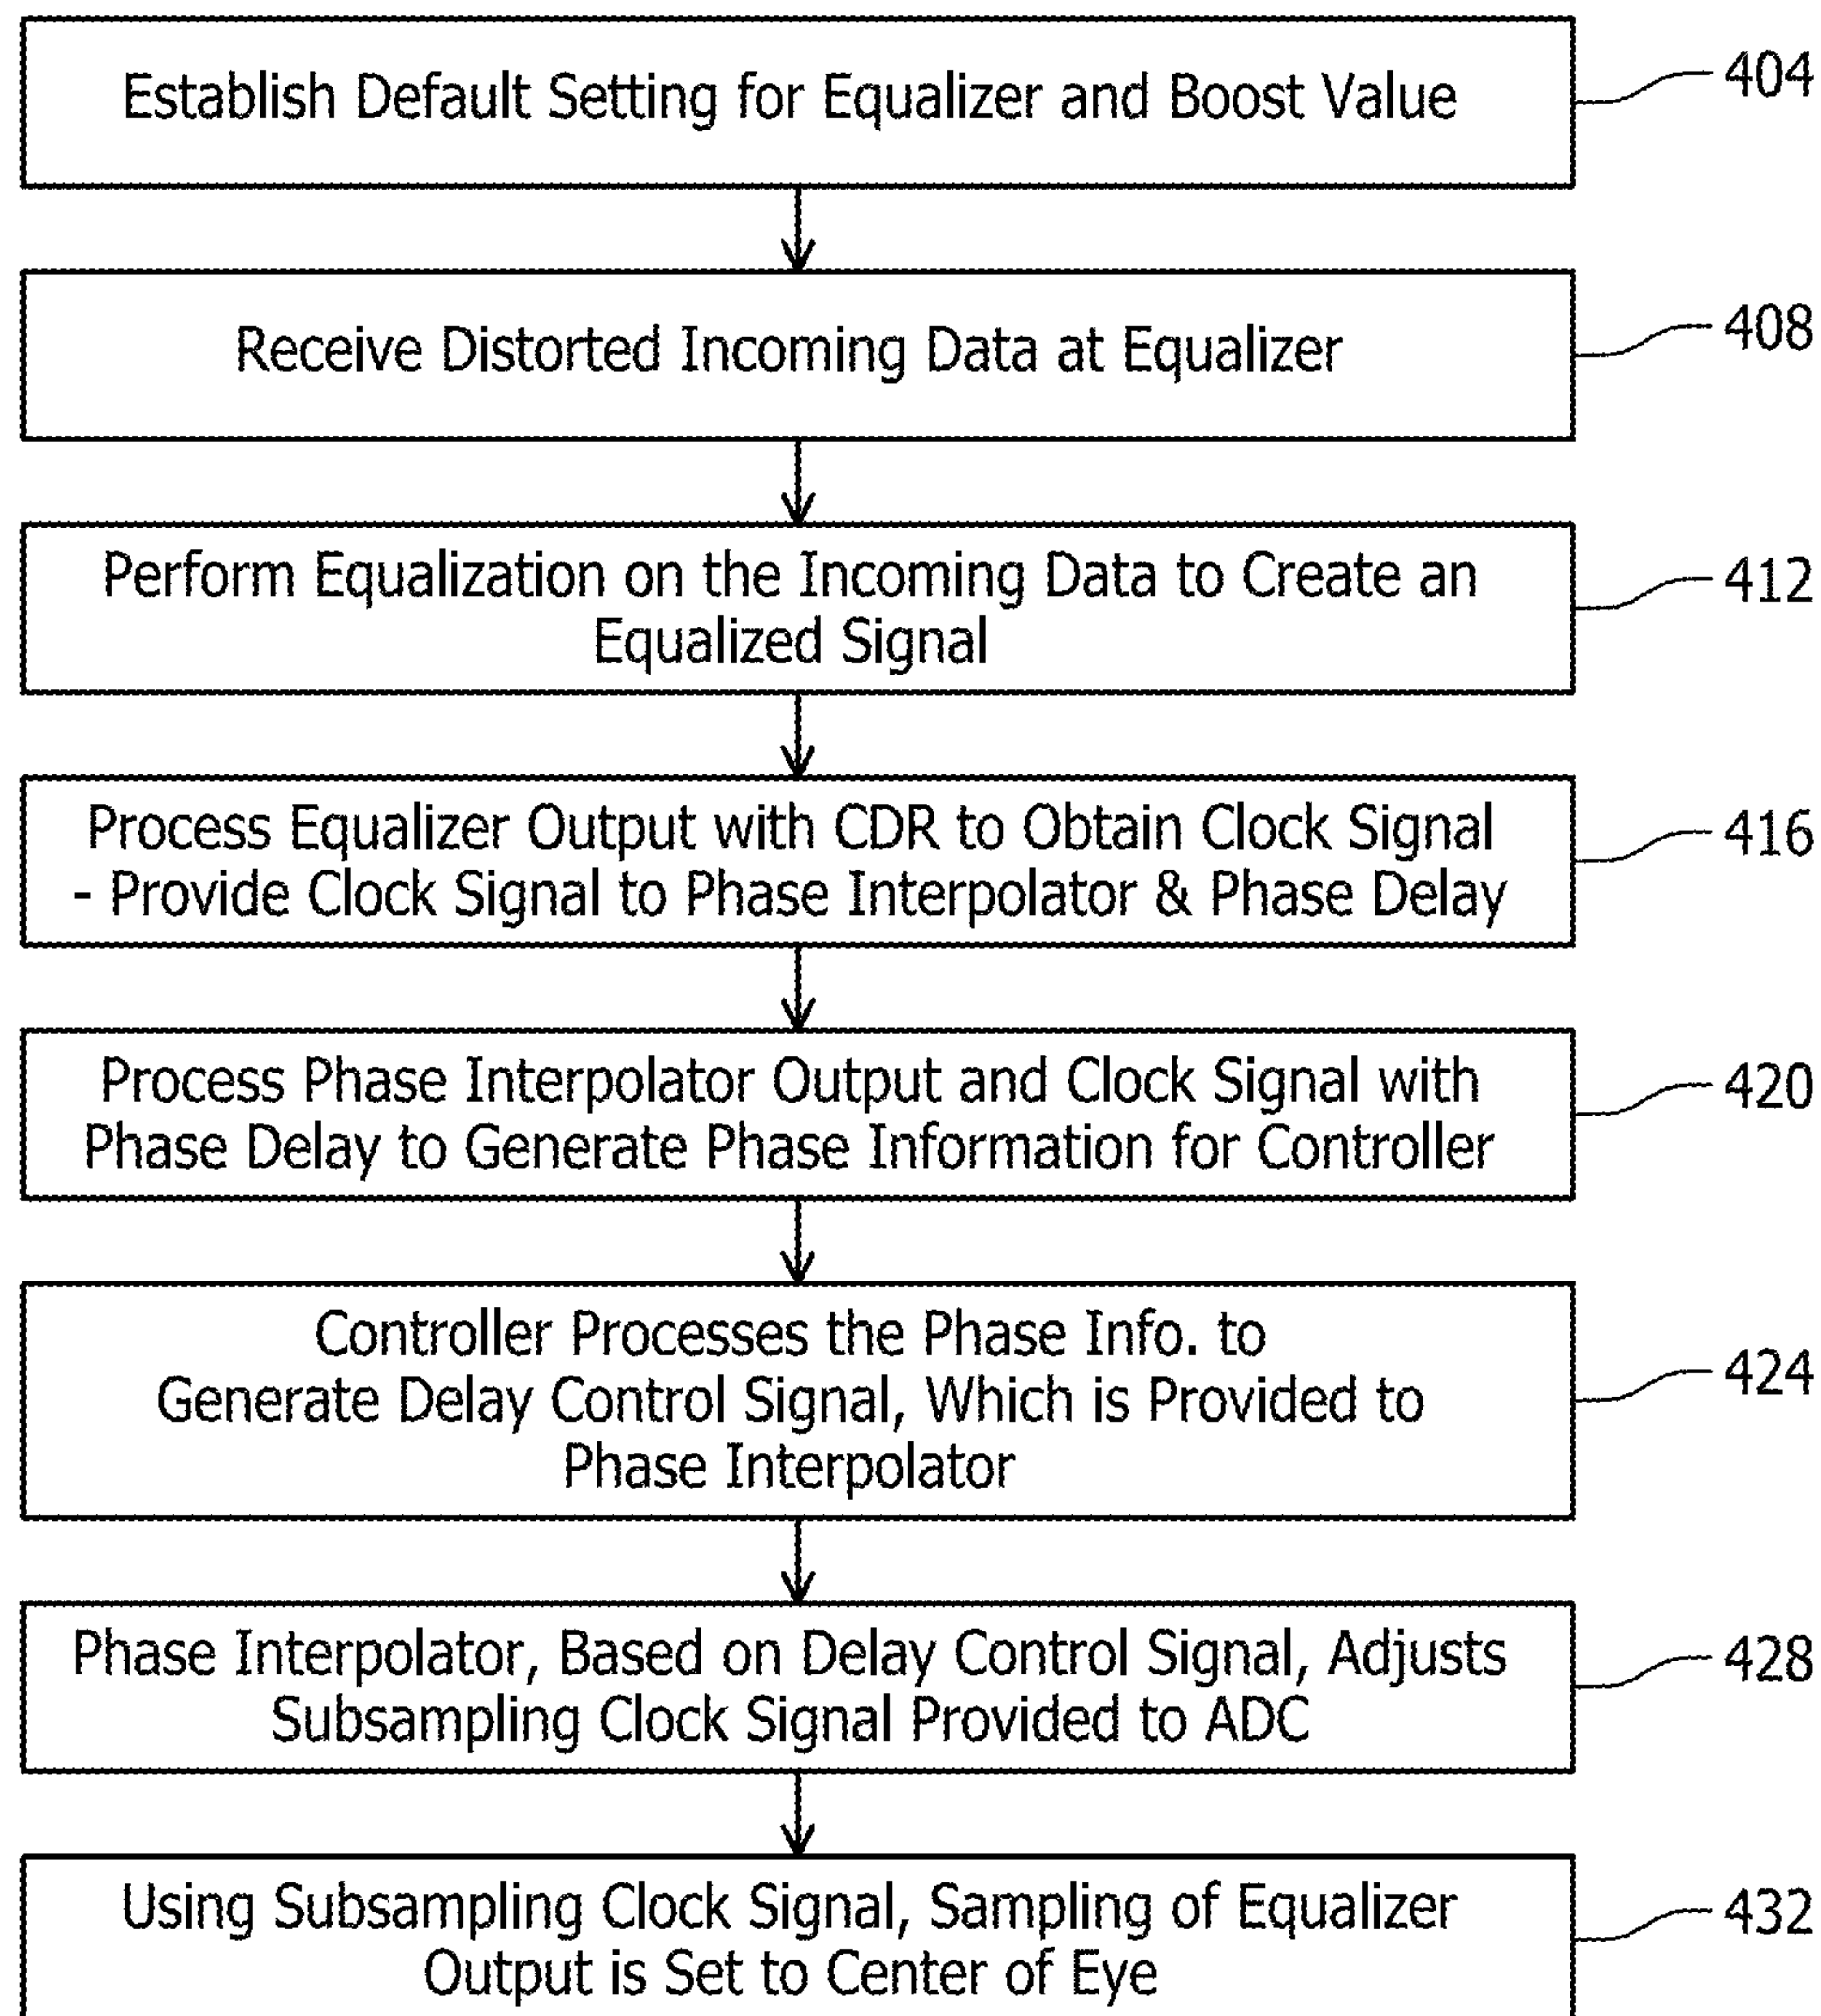 Establish Default Setting for Equalizer and Boost Value
404
Receive Distorted Incoming Data at Equalizer
408
Perform Equalization on the Incoming Data to Create an
Equalized Signal
412
Process Equalizer Output with CDR to Obtain Clock Signal
- Provide Clock Signal to Phase Interpolator & Phase Delay
416
Process Phase Interpolator Output and Clock Signal with
Phase Delay to Generate Phase Information for Controller
420
Controller Processes the Phase Info. to
Generate Delay Control Signal, Which is Provided to
Phase Interpolator
424
Phase Interpolator, Based on Delay Control Signal, Adjusts
Subsampling Clock Signal Provided to ADC
428
Using Subsampling Clock Signal, Sampling of Equalizer
Output is Set to Center of Eye
432